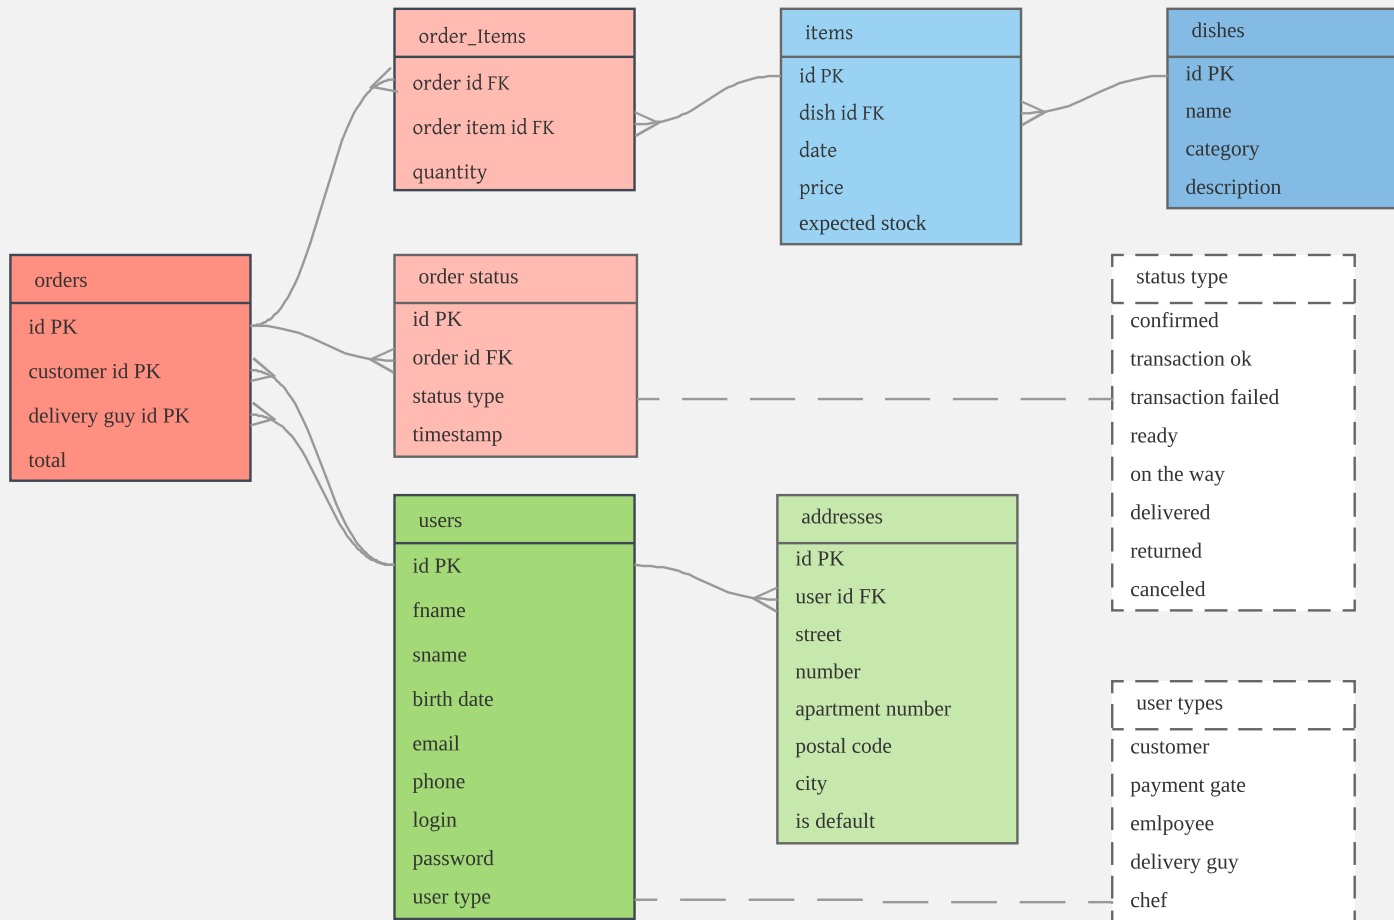 order_Items
order id FK
order item id FK
quantity
items
id PK
dish id FK
date
price
expected stock
dishes
id PK
name
category
description
orders
id PK
customer id PK
delivery guy id PK
total
order status
id PK
order id FK
status type
timestamp
status type
confirmed
transaction ok
transaction failed
ready
on the way
delivered
returned
canceled
users
id PK
fname
sname
birth date
email
phone
login
password
user type
addresses
id PK
user id FK
street
number
apartment number
postal code
city
is default
user types
customer
payment gate
emlpoyee
delivery guy
chef